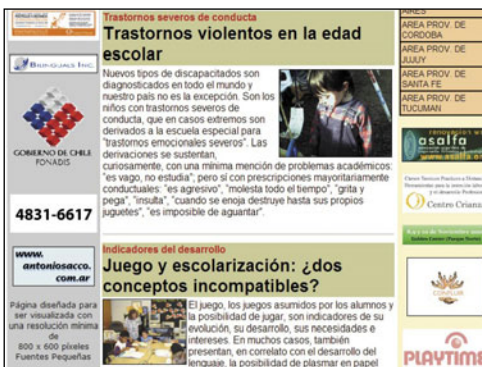 BIOINGUALS INC.
GOBIERNO DE CHILE
FONADIS
4831-6617
www.
antoniosacco.
com.ar
Página diseñada para
ser visualizada con
una resolución mínima
de
800 x 600 píxeles
Fuentes Pequeñas
Trastornos severos de conducta
Trastornos violentos en la edad
escolar
Nuevos tipos de discapacitados son
diagnosticados en todo el mundo y
nuestro país no es la excepción. Son los
niños con trastornos severos de
conducta, que en casos extremos son
derivados a la escuela especial para
"trastornos emocionales severos". Las
derivaciones se sustentan,
curiosamente, con una mínima mención de problemas académicos:
"es vago, no estudia"; pero sí con prescripciones mayoritariamente
conductuales: "es agresivo", "molesta todo el tiempo", "grita y
pega", "insulta", "cuando se enoja destruye hasta sus propios
juguetes", "es imposible de aguantar".
Indicadores del desarrollo
Juego y escolarización: ¿dos
conceptos incompatibles?
El juego, los juegos asumidos por los alumnos y
la posibilidad de jugar, son indicadores de su
evolución, su desarrollo, sus necesidades e
intereses. En muchos casos, también
presentan, en correlato con el desarrollo del
lenguaje, la posibilidad de plasmar en papel
AIRES
AREA PROV. DE
CORDOBA
AREA PROV. DE
JUJUY
AREA PROV. DE
SANTA FE
AREA PROV. DE
TUCUMAN
asalfa
Centro Crianza
CONSULAR
PLAYTIME